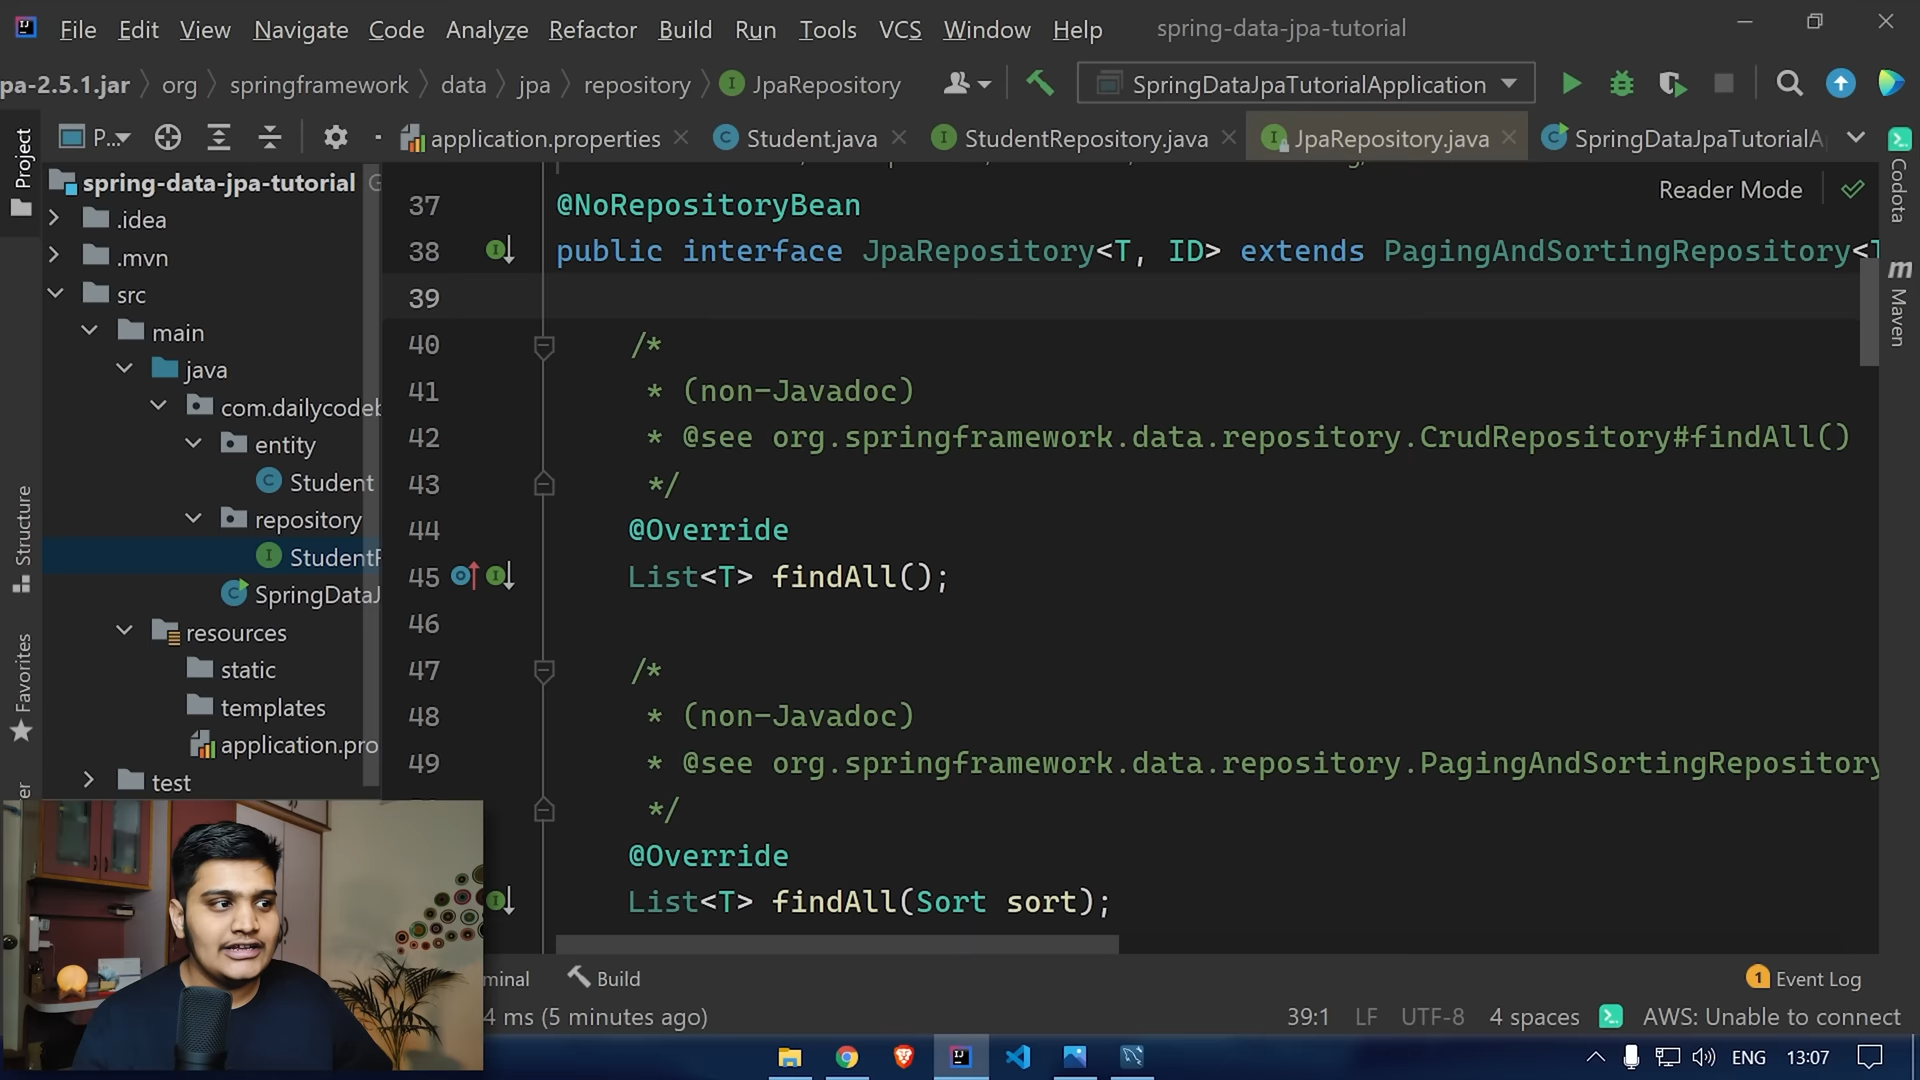 File Edit View Navigate Code Analyze Refactor Build Run Tools VCS Window Help spring-data-jpa-tutorial
pa-2.5.1.jar org springframework data jpa repository JpaRepository SpringDataJpaTutorialApplication
P... application.properties Student.java StudentRepository.java JpaRepository.java SpringDataJpaTutorialA
Project
Structure
Favorites
er
spring-data-jpa-tutorial
.idea
.mvn
src
main
java
com.dailycodeb
entity
Student
repository
StudentR
SpringDataJ
resources
static
templates
application.pro
test
Reader Mode
37 @NoRepositoryBean
38 public interface JpaRepository<T, ID> extends PagingAndSortingRepository<T
39
40 /*
41 * (non-Javadoc)
42 * @see org.springframework.data.repository.CrudRepository#findAll()
43 */
44 @Override
45 List<T> findAll();
46
47 /*
48 * (non-Javadoc)
49 * @see org.springframework.data.repository.PagingAndSortingRepository
*/
@Override
List<T> findAll(Sort sort);
Codota
Maven
minal Build 1 Event Log
4 ms (5 minutes ago) 39:1 LF UTF-8 4 spaces AWS: Unable to connect
ENG 13:07